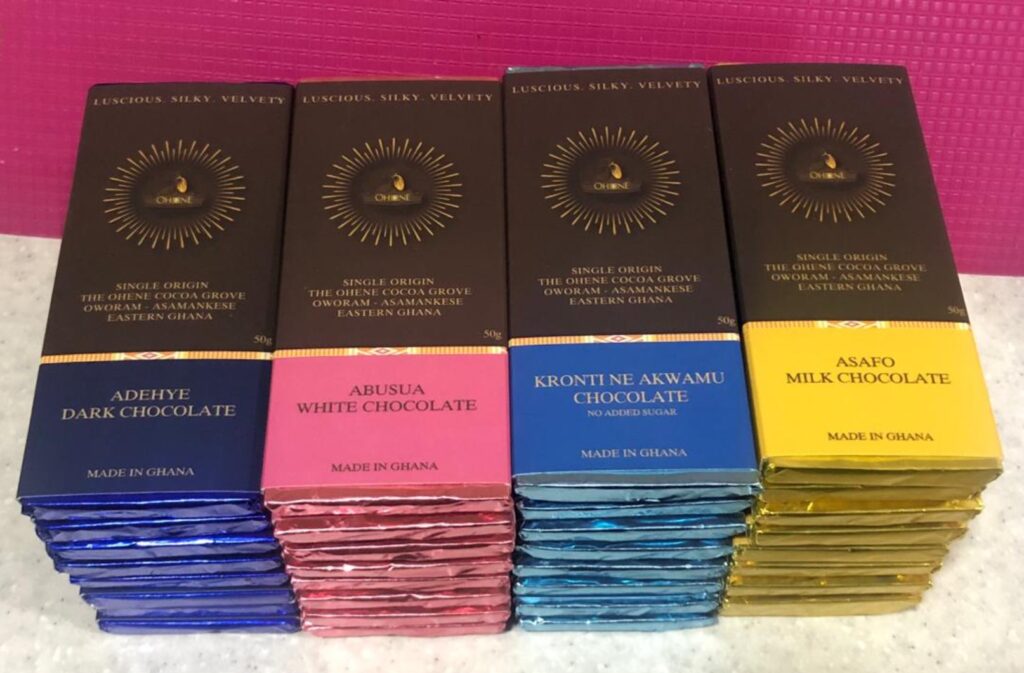 LUSCIOUS. SILKY. VELVETY
OHENE
SINGLE ORIGIN
THE OHENE COCOA GROVE
OWORAM - ASAMANKESE
EASTERN GHANA
50g
ADEHYE
DARK CHOCOLATE
MADE IN GHANA
LUSCIOUS. SILKY. VELVETY
OHENE
SINGLE ORIGIN
THE OHENE COCOA GROVE
OWORAM - ASAMANKESE
EASTERN GHANA
50g
ABUSUA
WHITE CHOCOLATE
MADE IN GHANA
LUSCIOUS. SILKY. VELVETY
OHENE
SINGLE ORIGIN
THE OHENE COCOA GROVE
OWORAM - ASAMANKESE
EASTERN GHANA
50g
KRONTI NE AKWAMU
CHOCOLATE
NO ADDED SUGAR
MADE IN GHANA
LUSCIOUS. SILKY. VELVETY
OHENE
SINGLE ORIGIN
THE OHENE COCOA GROVE
OWORAM - ASAMANKESE
EASTERN GHANA
50g
ASAFO
MILK CHOCOLATE
MADE IN GHANA